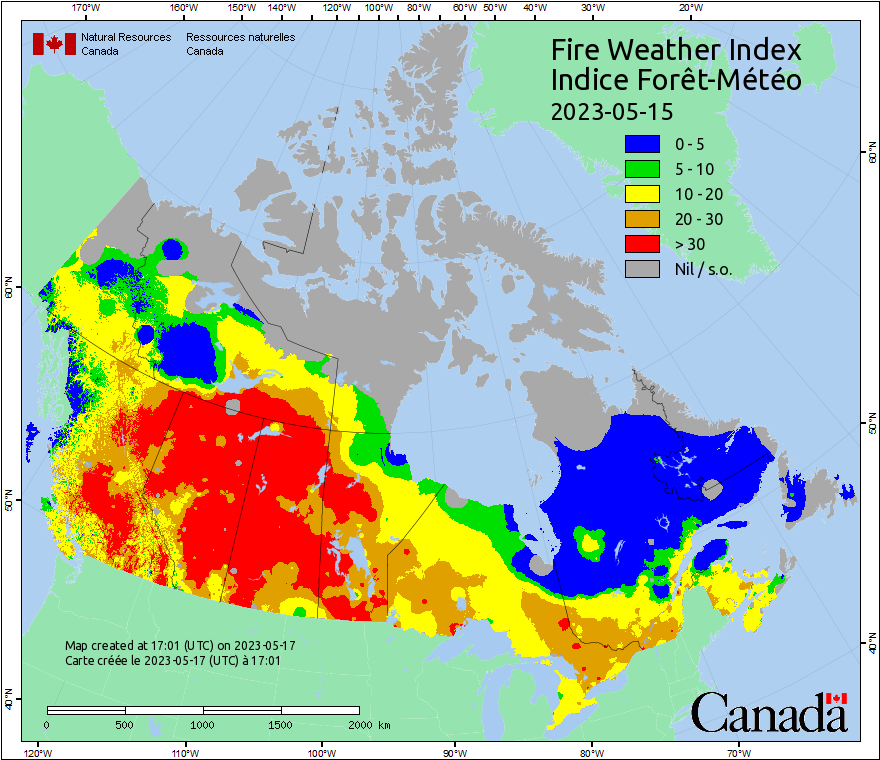 170°W 160°W 150°W 140°W 130°W 120°W 110°W 100°W 90°W 80°W 60°W 50°W 40°W 30°W 20°W
Natural Resources Ressources naturelles
Canada Canada
Fire Weather Index
Indice Forêt-Météo
2023-05-15
0 - 5
5 - 10
10 - 20
20 - 30
> 30
Nil / s.o.
60°N 60°N
50°N 50°N
40°N 40°N
Map created at 17:01 (UTC) on 2023-05-17
Carte créée le 2023-05-17 (UTC) à 17:01
0 500 1000 1500 2000 km
Canada
120°W 110°W 100°W 90°W 80°W 70°W